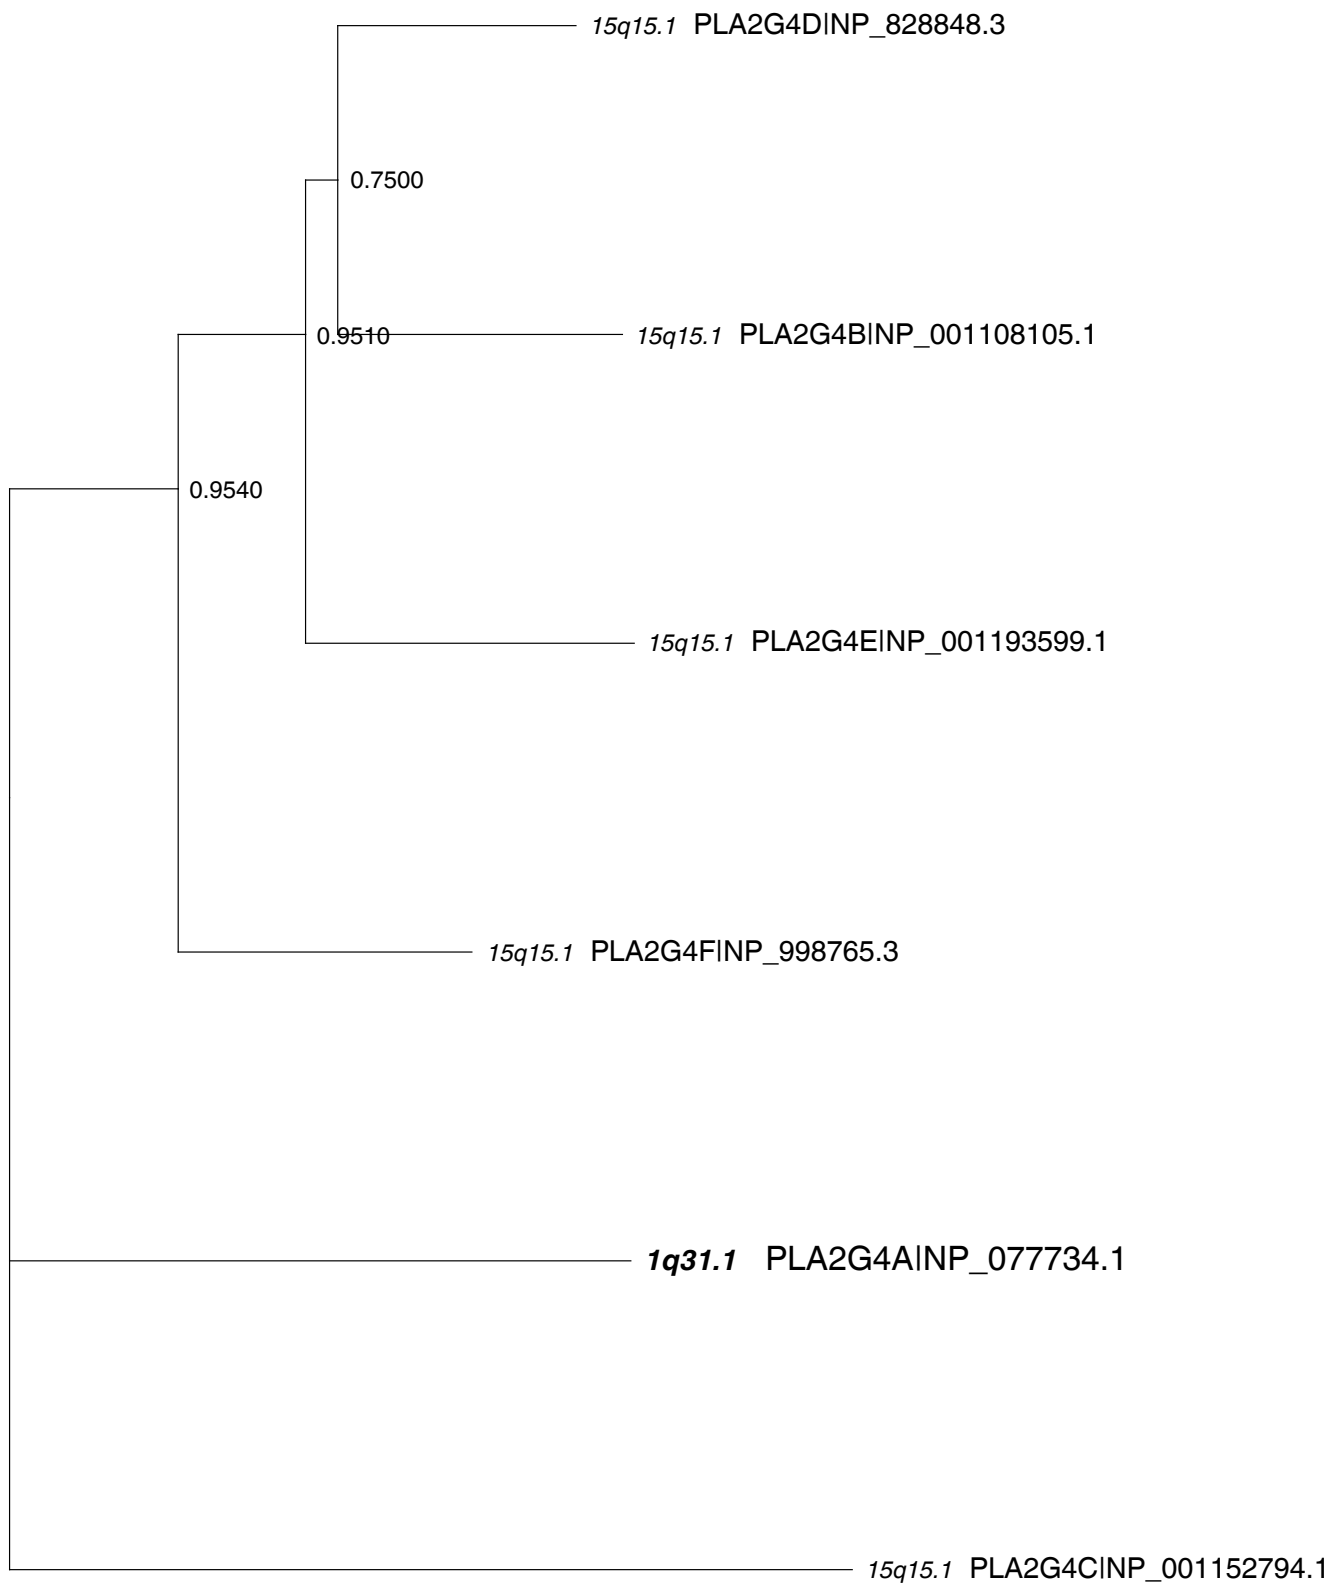 15q15.1 PLA2G4D|NP_828848.3
0.7500
0.9510
15q15.1 PLA2G4B|NP_001108105.1
0.9540
15q15.1 PLA2G4E|NP_001193599.1
15q15.1 PLA2G4F|NP_998765.3
1q31.1 PLA2G4A|NP_077734.1
15q15.1 PLA2G4C|NP_001152794.1